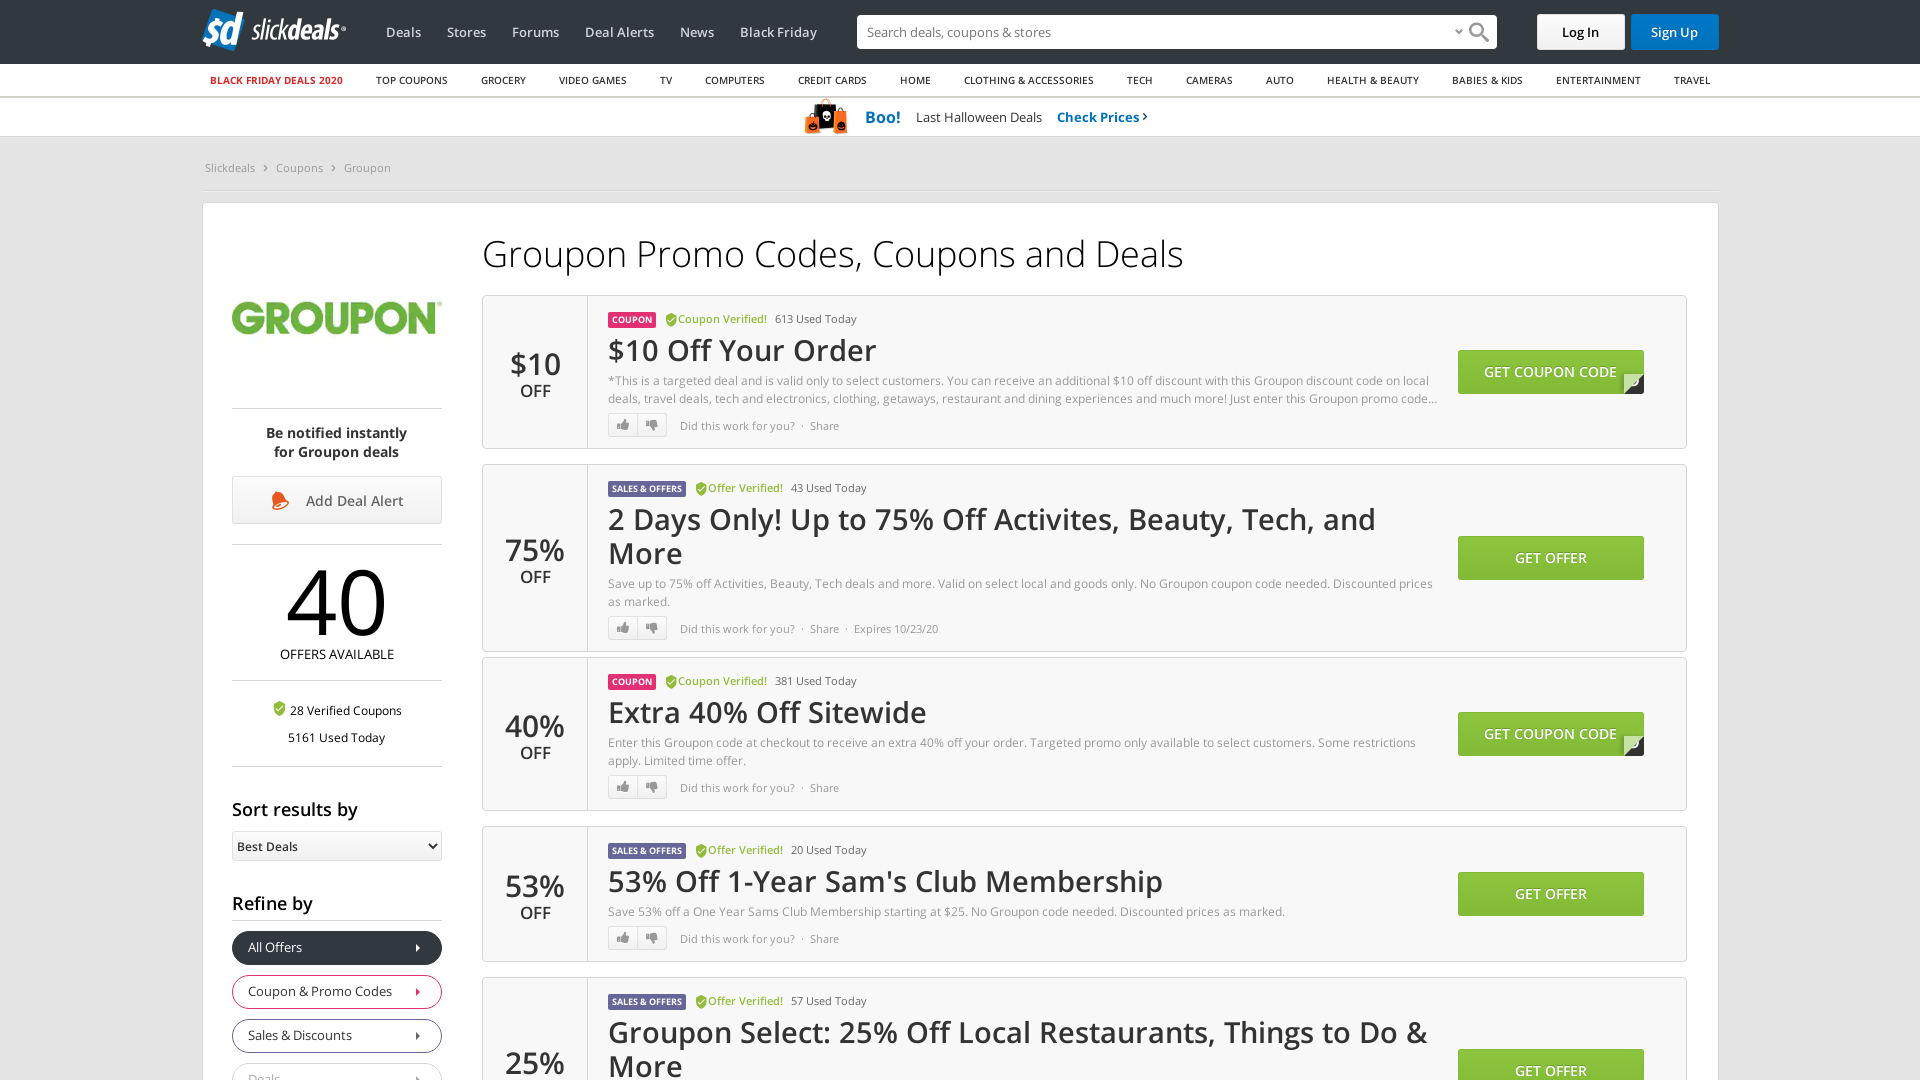 slickdeals
Deals
Stores
Forums
Deal Alerts
News
Black Friday
Search deals, coupons & stores
Log In
Sign Up
BLACK FRIDAY DEALS 2020
TOP COUPONS
GROCERY
VIDEO GAMES
TV
COMPUTERS
CREDIT CARDS
HOME
CLOTHING & ACCESSORIES
TECH
CAMERAS
AUTO
HEALTH & BEAUTY
BABIES & KIDS
ENTERTAINMENT
TRAVEL
Boo! Last Halloween Deals Check Prices
Slickdeals
Coupons
Groupon
GROUPON
Be notified instantly
for Groupon deals
Add Deal Alert
40
OFFERS AVAILABLE
28 Verified Coupons
5161 Used Today
Sort results by
Best Deals
Refine by
All Offers
Coupon & Promo Codes
Sales & Discounts
Deals
Groupon Promo Codes, Coupons and Deals
$10
OFF
COUPON Coupon Verified! 613 Used Today
$10 Off Your Order
*This is a targeted deal and is valid only to select customers. You can receive an additional $10 off discount with this Groupon discount code on local
deals, travel deals, tech and electronics, clothing, getaways, restaurant and dining experiences and much more! Just enter this Groupon promo code...
Did this work for you? · Share
GET COUPON CODE
75%
OFF
SALES & OFFERS Offer Verified! 43 Used Today
2 Days Only! Up to 75% Off Activites, Beauty, Tech, and
More
Save up to 75% off Activities, Beauty, Tech deals and more. Valid on select local and goods only. No Groupon coupon code needed. Discounted prices
as marked.
Did this work for you? · Share · Expires 10/23/20
GET OFFER
40%
OFF
COUPON Coupon Verified! 381 Used Today
Extra 40% Off Sitewide
Enter this Groupon code at checkout to receive an extra 40% off your order. Targeted promo only available to select customers. Some restrictions
apply. Limited time offer.
Did this work for you? · Share
GET COUPON CODE
53%
OFF
SALES & OFFERS Offer Verified! 20 Used Today
53% Off 1-Year Sam's Club Membership
Save 53% off a One Year Sams Club Membership starting at $25. No Groupon code needed. Discounted prices as marked.
Did this work for you? · Share
GET OFFER
25%
SALES & OFFERS Offer Verified! 57 Used Today
Groupon Select: 25% Off Local Restaurants, Things to Do &
More
GET OFFER